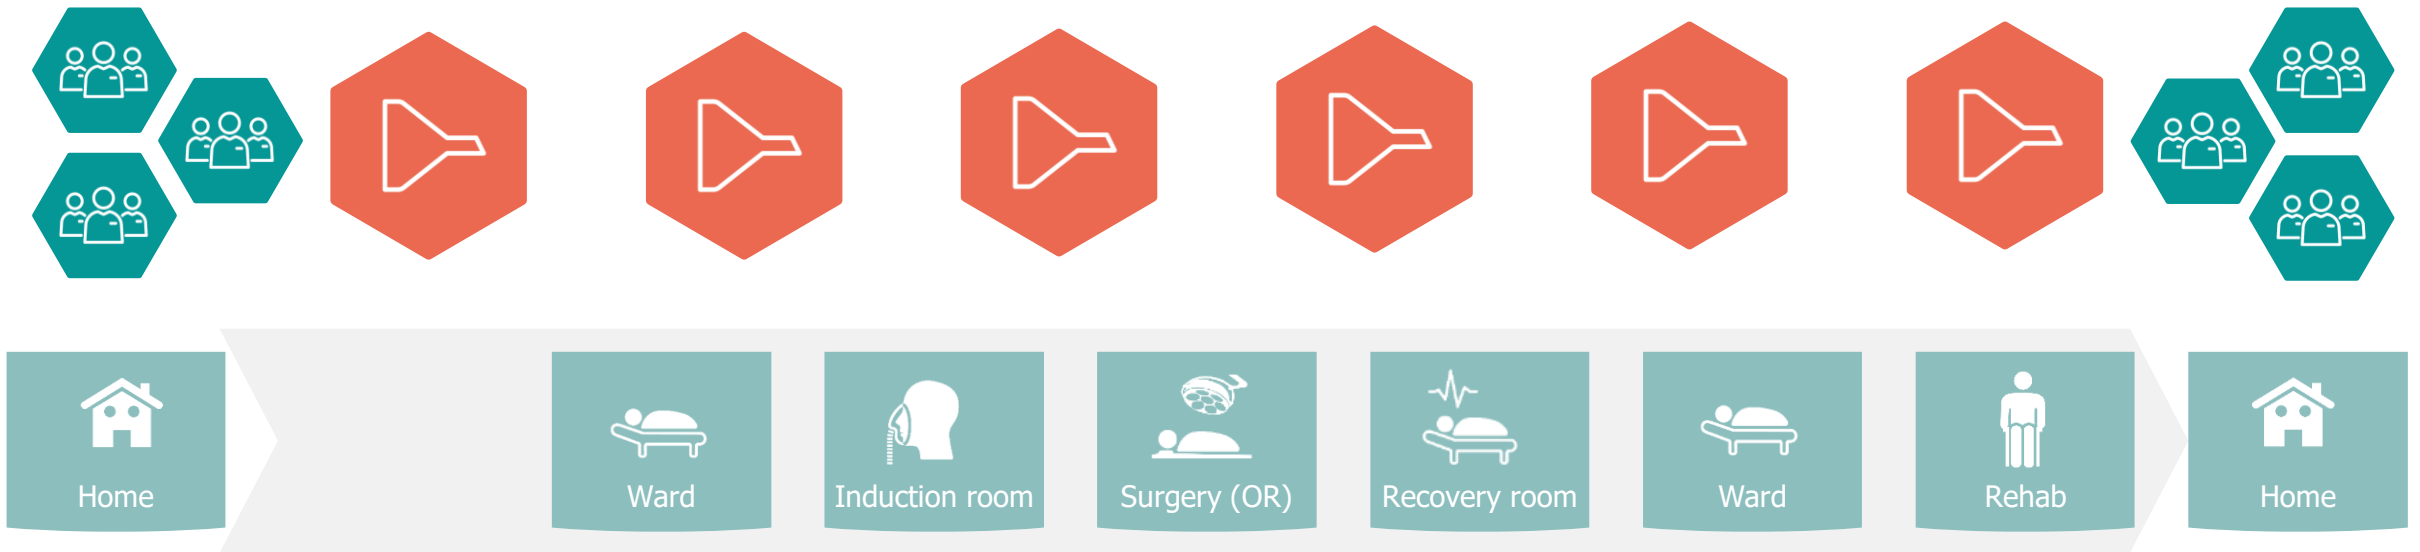 Home
Ward
Induction room
Surgery (OR)
Recovery room
Ward
Rehab
Home